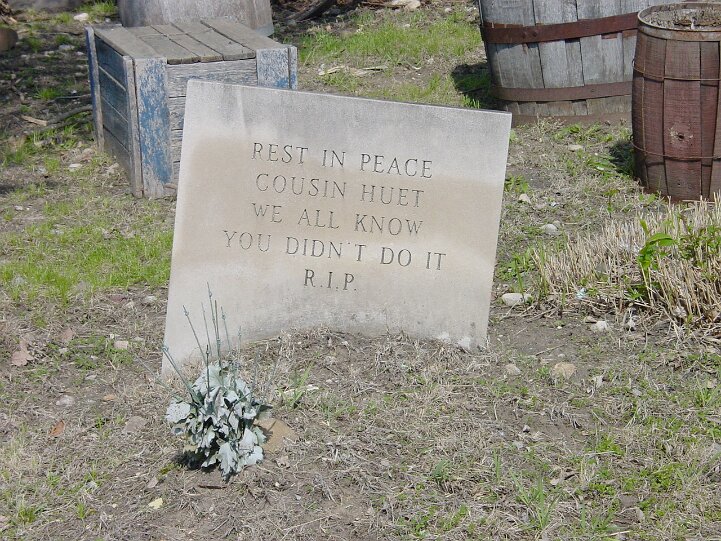 REST IN PEACE
COUSIN HUET
WE ALL KNOW
YOU DIDN'T DO IT
R.I.P.